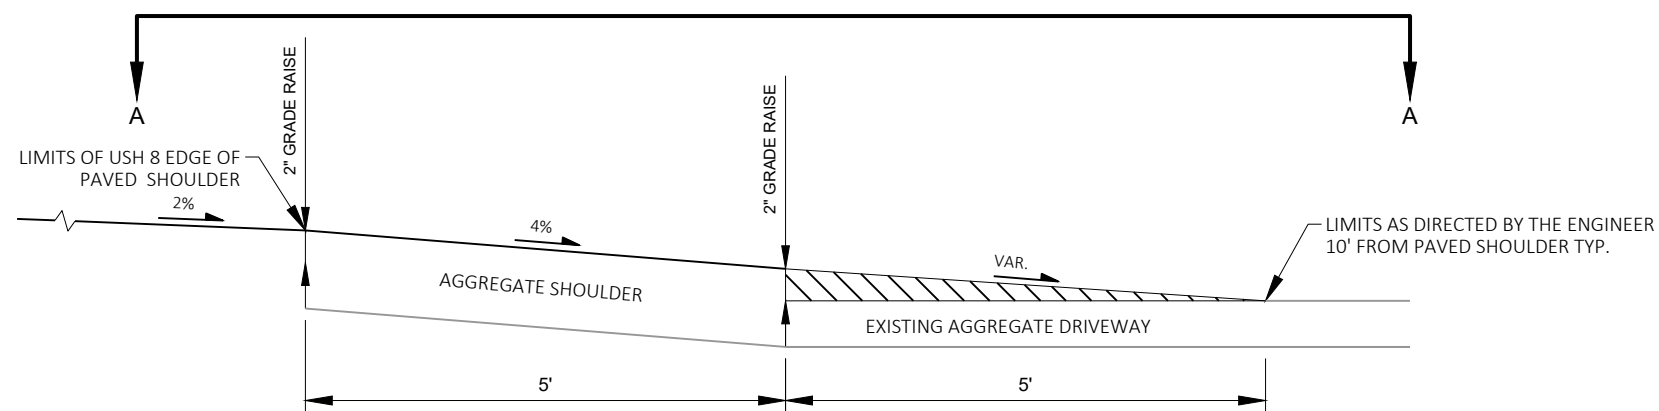 A
A
2" GRADE RAISE
2" GRADE RAISE
LIMITS OF USH 8 EDGE OF
PAVED SHOULDER
2%
4%
VAR.
LIMITS AS DIRECTED BY THE ENGINEER
10' FROM PAVED SHOULDER TYP.
AGGREGATE SHOULDER
EXISTING AGGREGATE DRIVEWAY
5'
5'